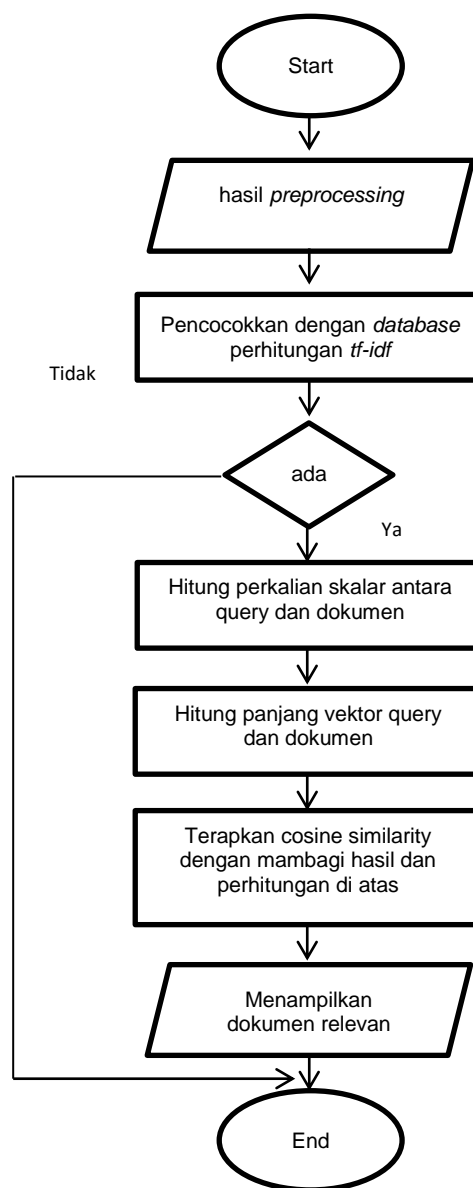 Start
hasil preprocessing
Pencocokkan dengan database
perhitungan tf-idf
Tidak
ada
Ya
Hitung perkalian skalar antara
query dan dokumen
Hitung panjang vektor query
dan dokumen
Terapkan cosine similarity
dengan mambagi hasil dan
perhitungan di atas
Menampilkan
dokumen relevan
End